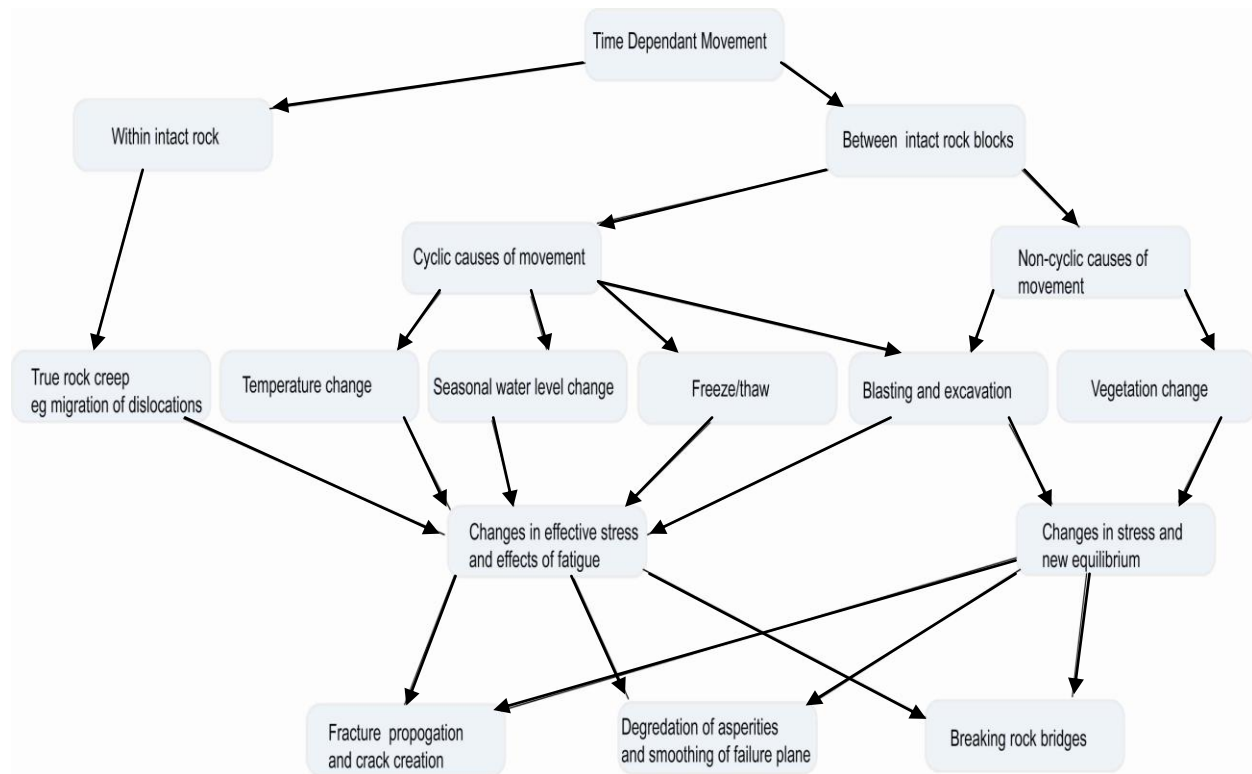 Time Dependant Movement
Within intact rock
Between intact rock blocks
Cyclic causes of movement
Non-cyclic causes of
movement
True rock creep
eg migration of dislocations
Temperature change
Seasonal water level change
Freeze/thaw
Blasting and excavation
Vegetation change
Changes in effective stress
and effects of fatigue
Changes in stress and
new equilibrium
Fracture propogation
and crack creation
Degredation of asperities
and smoothing of failure plane
Breaking rock bridges